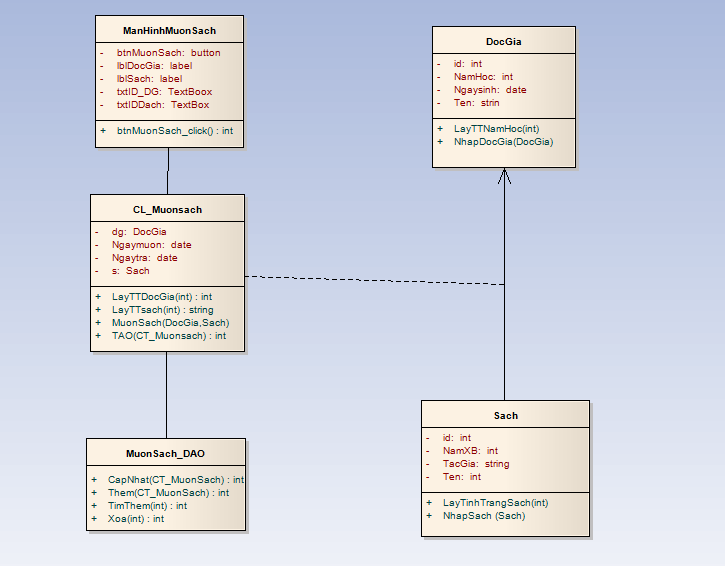 ManHinhMuonSach
- btnMuonSach: button
- lblDocGia: label
- lblSach: label
- txtID_DG: TextBoox
- txtIDDach: TextBox
+ btnMuonSach_click() : int
DocGia
- id: int
- NamHoc: int
- Ngaysinh: date
- Ten: strin
+ LayTTNamHoc(int)
+ NhapDocGia(DocGia)
CL_Muonsach
- dg: DocGia
- Ngaymuon: date
- Ngaytra: date
- s: Sach
+ LayTTDocGia(int) : int
+ LayTTsach(int) : string
+ MuonSach(DocGia,Sach)
+ TAO(CT_Muonsach) : int
MuonSach_DAO
+ CapNhat(CT_MuonSach) : int
+ Them(CT_MuonSach) : int
+ TimThem(int) : int
+ Xoa(int) : int
Sach
- id: int
- NamXB: int
- TacGia: string
- Ten: int
+ LayTinhTrangSach(int)
+ NhapSach (Sach)